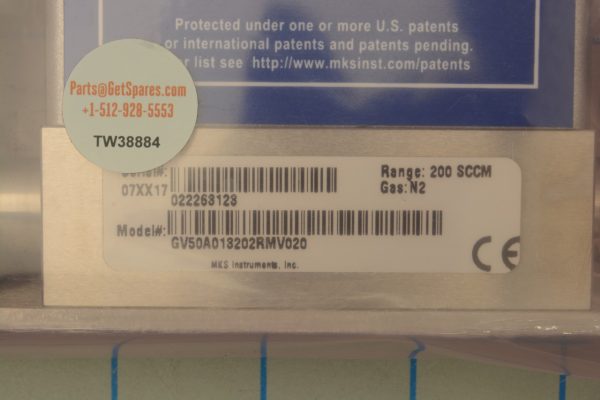 Protected under one or more U.S. patents
or international patents and patents pending.
or list see http://www.mksinst.com/patents
Parts@GetSpares.com
+1-512-928-5553
TW38884
Serial#:
07XX17
022263123
Range: 200 SCCM
Gas: N2
Model#:
GV50A013202RMV020
MKS Instruments, Inc.
CE